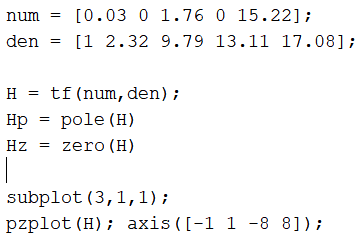 num = [0.03 0 1.76 0 15.22];
den = [1 2.32 9.79 13.11 17.08];
H = tf(num,den);
Hp = pole(H)
Hz = zero(H)
subplot(3,1,1);
pzplot(H); axis([-1 1 -8 8]);